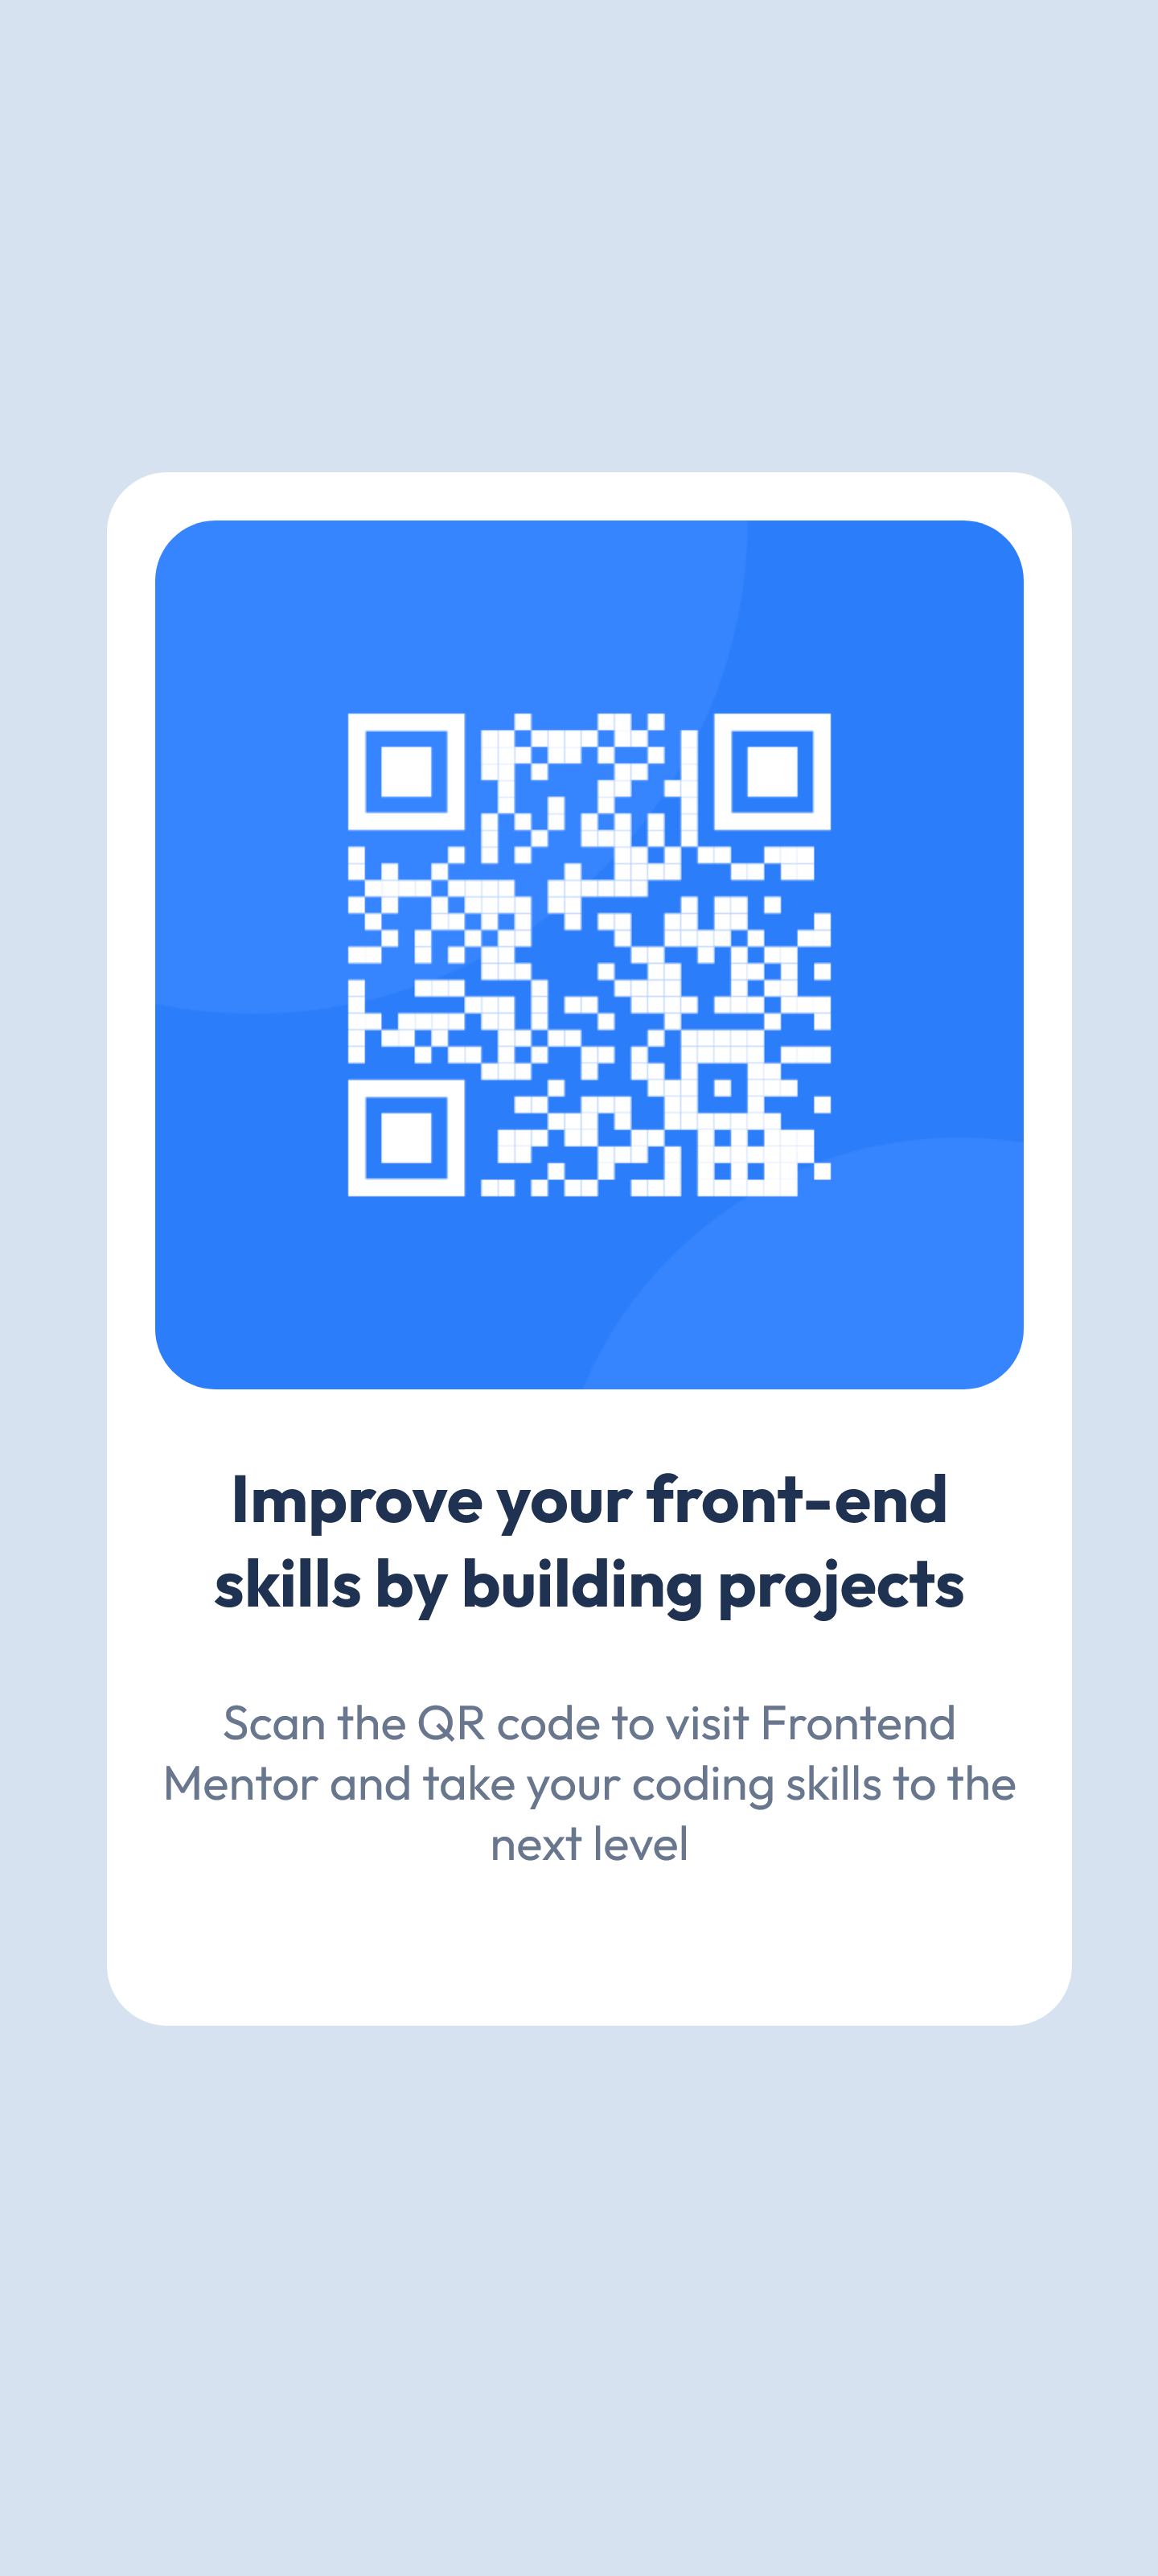 Improve your front-end
skills by building projects
Scan the QR code to visit Frontend
Mentor and take your coding skills to the
next level